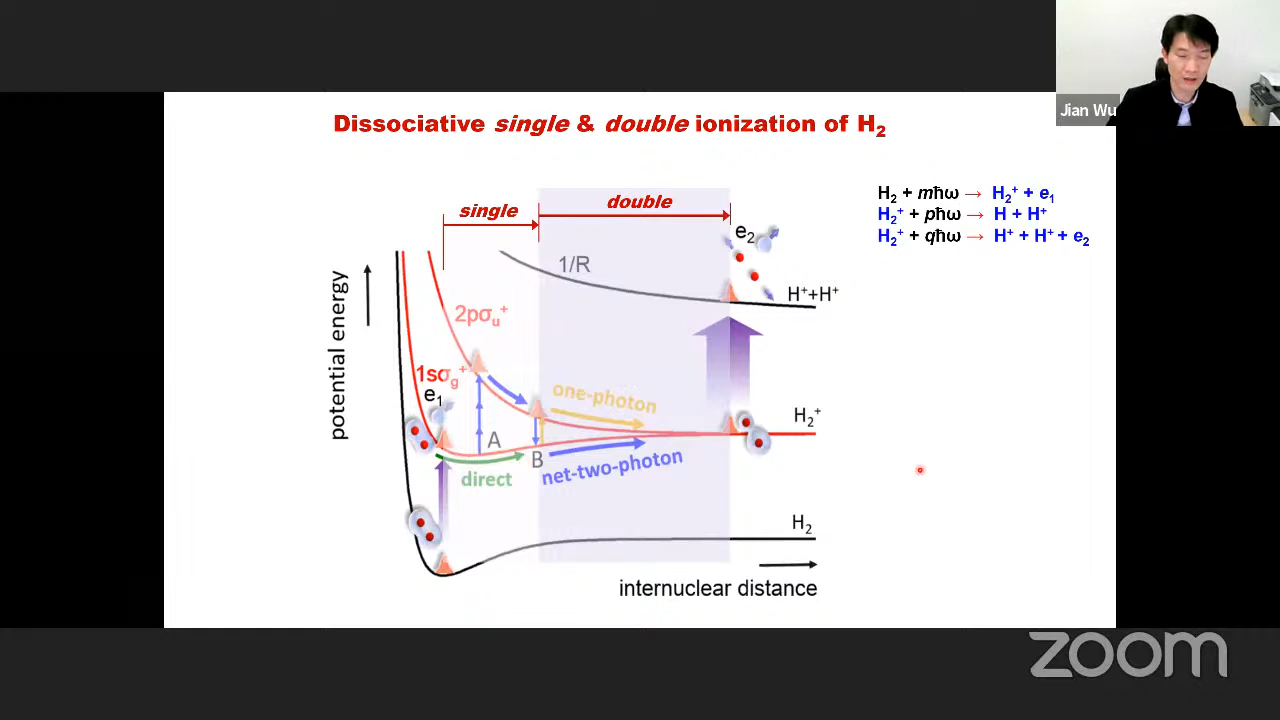 Jian Wu
Dissociative single & double ionization of H₂
H₂ + mħω → H₂⁺ + e₁
H₂⁺ + pħω → H + H⁺
H₂⁺ + qħω → H⁺ + H⁺ + e₂
single
double
e₂
1/R
H⁺+H⁺
2pσᵤ⁺
1sσg⁺
e₁
one-photon
H₂⁺
A
B
direct
net-two-photon
H₂
potential energy
internuclear distance
zoom